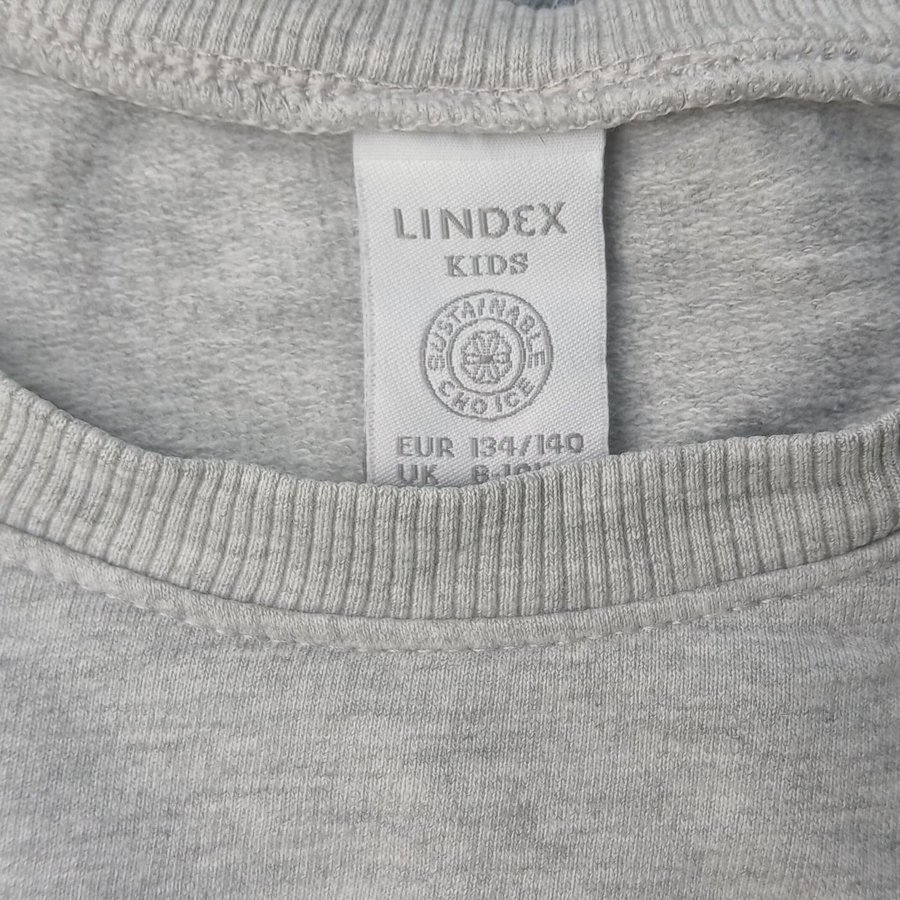 LINDEX
KIDS
SUSTAINABLE
CHOICE
EUR 134/140
UK